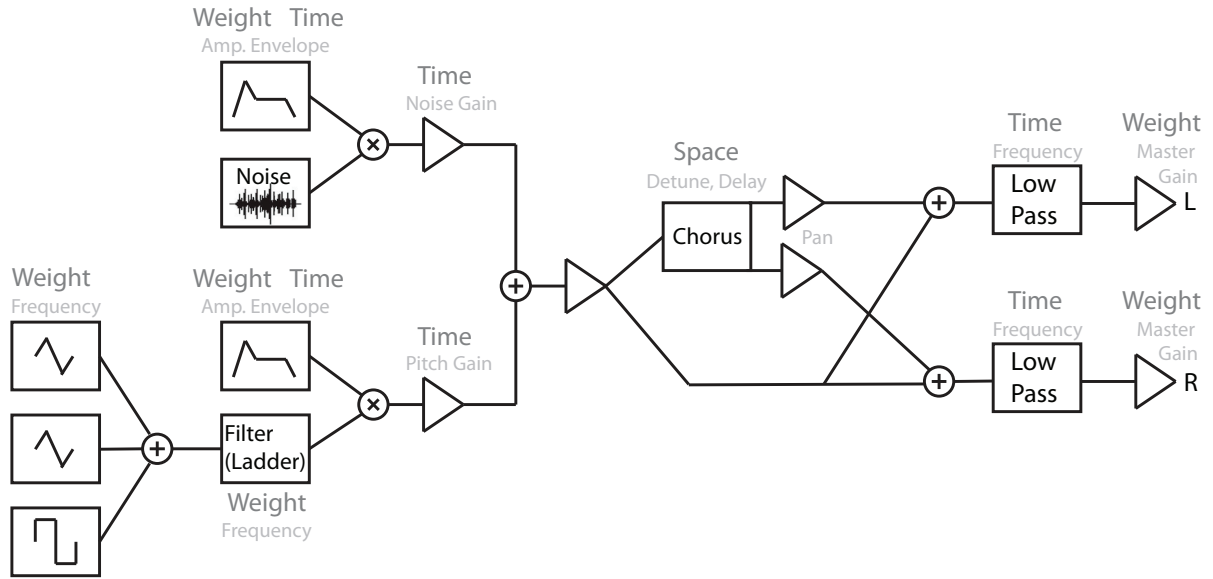 Weight Time
Amp. Envelope
Noise
Time
Noise Gain
Weight
Frequency
Weight Time
Amp. Envelope
Filter
(Ladder)
Weight
Frequency
Time
Pitch Gain
Space
Detune, Delay
Chorus
Pan
Time
Frequency
Low
Pass
Weight
Master
Gain
L
Time
Frequency
Low
Pass
Weight
Master
Gain
R